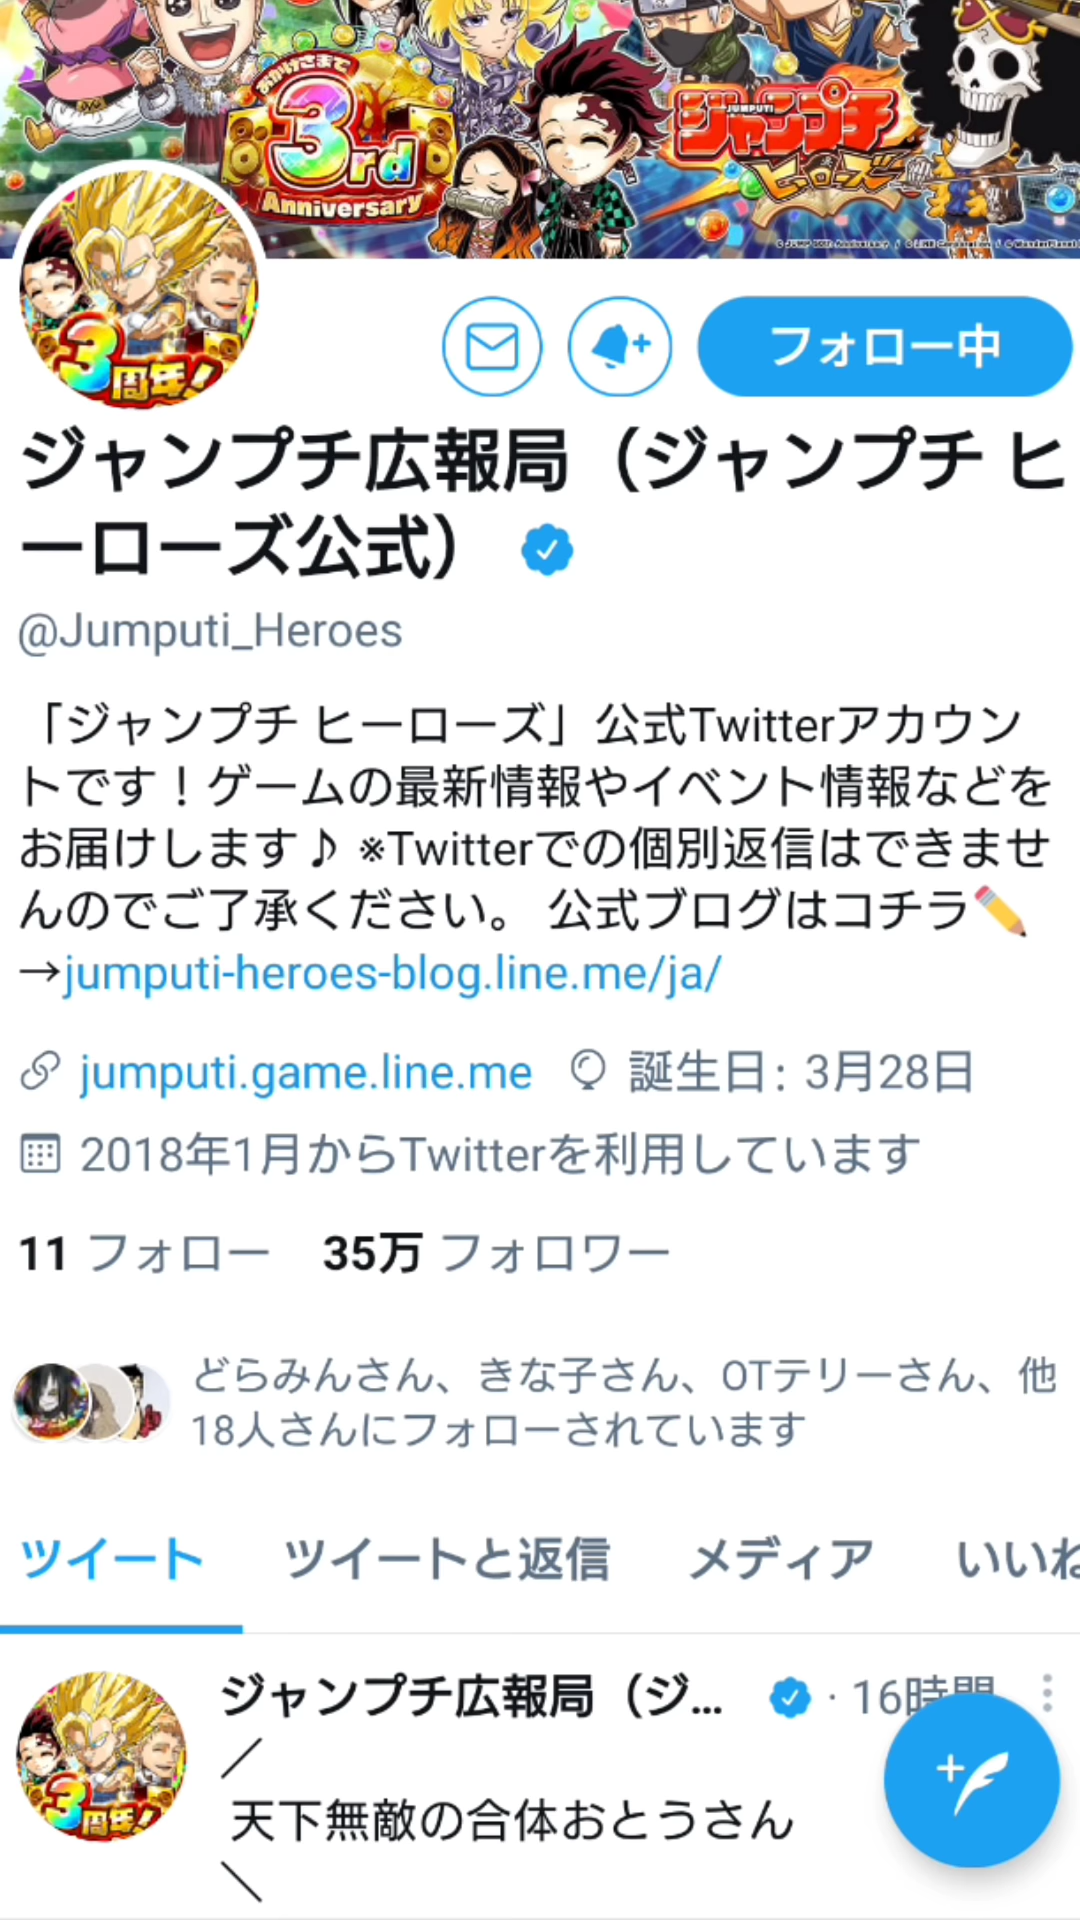 おかげさまで
3rd
Anniversary
JUMPUTI
ジャンプチ
ヒーローズ
3周年!
フォロー中
ジャンプチ広報局（ジャンプチ ヒ
ーローズ公式）
@Jumputi_Heroes
「ジャンプチ ヒーローズ」公式Twitterアカウン
トです！ゲームの最新情報やイベント情報などを
お届けします♪ ※Twitterでの個別返信はできませ
んのでご了承ください。 公式ブログはコチラ✏️
→jumputi-heroes-blog.line.me/ja/
jumputi.game.line.me 誕生日: 3月28日
2018年1月からTwitterを利用しています
11 フォロー 35万 フォロワー
どらみんさん、きな子さん、OTテリーさん、他
18人さんにフォローされています
ツイート ツイートと返信 メディア いいね
ジャンプチ広報局（ジ... · 16時間
／
天下無敵の合体おとうさん
＼
3周年!